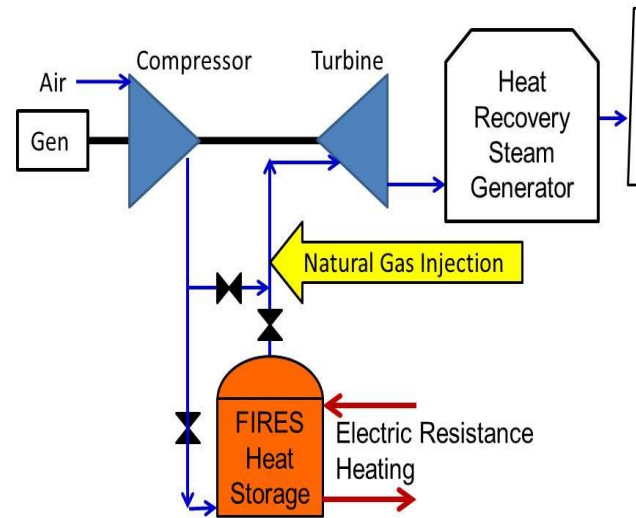 Compressor
Turbine
Air
Gen
Heat
Recovery
Steam
Generator
Natural Gas Injection
FIRES
Heat
Storage
Electric Resistance
Heating